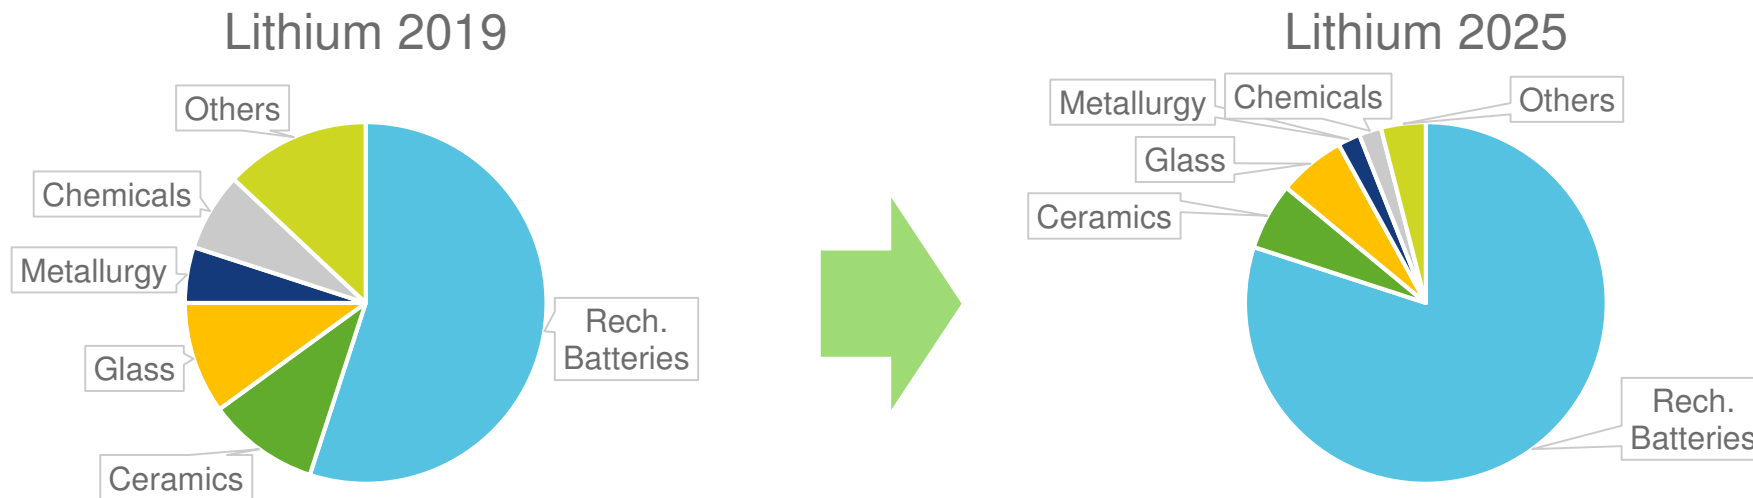 Lithium 2019
Others
Chemicals
Metallurgy
Glass
Ceramics
Rech.
Batteries
Lithium 2025
Metallurgy
Chemicals
Others
Glass
Ceramics
Rech.
Batteries